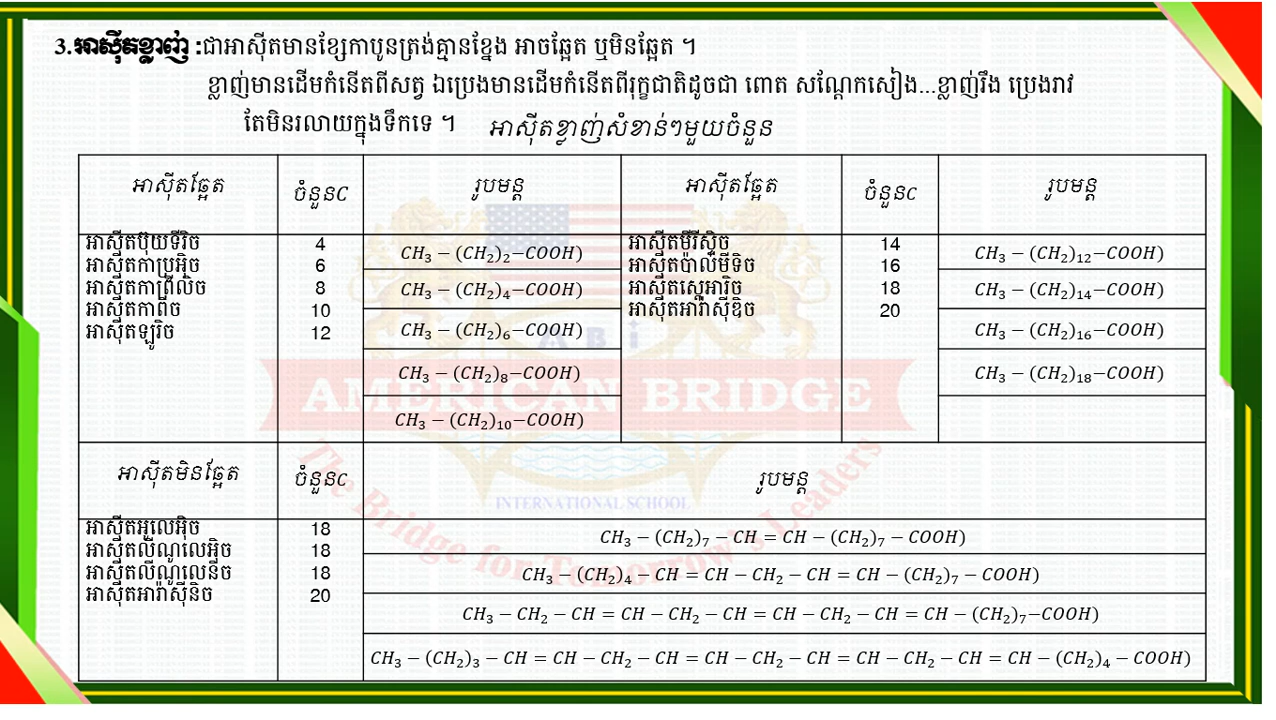 3.អាស៊ីតខ្លាញ់ :ជាអាស៊ីតមានខ្សែកាបូនត្រង់គ្មានខ្នែង អាចឆ្អែត ឬមិនឆ្អែត ។
ខ្លាញ់មានដើមកំនើតពីសត្វ ឯប្រេងមានដើមកំនើតពីរុក្ខជាតិដូចជា ពោត សណ្តែកសៀង...ខ្លាញ់រឹង ប្រេងរាវ
តែមិនរលាយក្នុងទឹកទេ ។ អាស៊ីតខ្លាញ់សំខាន់ៗមួយចំនួន
អាស៊ីតឆ្អែត ចំនួនC រូបមន្ត អាស៊ីតឆ្អែត ចំនួនC រូបមន្ត
អាស៊ីតប៊ុយទីរិច 4 CH₃ − (CH₂)₂−COOH) អាស៊ីតមីរីស្ទិច 14 CH₃ − (CH₂)₁₂−COOH)
អាស៊ីតកាប្រូអ៊ិច 6 CH₃ − (CH₂)₄−COOH) អាស៊ីតប៉ាល់មីទិច 16 CH₃ − (CH₂)₁₄−COOH)
អាស៊ីតកាព្រីលិច 8 CH₃ − (CH₂)₆−COOH) អាស៊ីតស្តេអារិច 18 CH₃ − (CH₂)₁₆−COOH)
អាស៊ីតកាពិច 10 CH₃ − (CH₂)₈−COOH) អាស៊ីតអារ៉ាស៊ីឌិច 20 CH₃ − (CH₂)₁₈−COOH)
អាស៊ីតឡូរិច 12 CH₃ − (CH₂)₁₀−COOH)
អាស៊ីតមិនឆ្អែត ចំនួនC រូបមន្ត
អាស៊ីតអូលេអ៊ិច 18 CH₃ − (CH₂)₇ − CH = CH − (CH₂)₇ − COOH)
អាស៊ីតលីណូលេអ៊ិច 18 CH₃ − (CH₂)₄ − CH = CH − CH₂ − CH = CH − (CH₂)₇ − COOH)
អាស៊ីតលីណូលេនិច 18 CH₃ − CH₂ − CH = CH − CH₂ − CH = CH − CH₂ − CH = CH − (CH₂)₇−COOH)
អាស៊ីតអារ៉ាស៊ីនិច 20 CH₃ − (CH₂)₃ − CH = CH − CH₂ − CH = CH − CH₂ − CH = CH − CH₂ − CH = CH − (CH₂)₄ − COOH)
A B i
AMERICAN BRIDGE
INTERNATIONAL SCHOOL
The Bridge for Tomorrow's Leaders